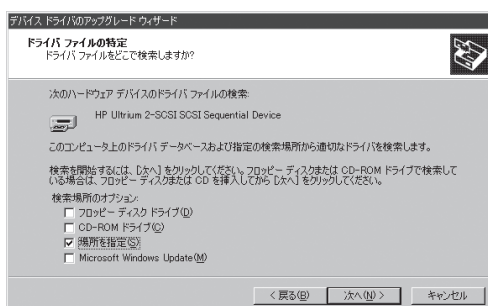 デバイス ドライバのアップグレード ウィザード
ドライバ ファイルの特定
ドライバ ファイルをどこで検索しますか?
次のハードウェア デバイスのドライバ ファイルの検索:
HP Ultrium 2-SCSI SCSI Sequential Device
このコンピュータ上のドライバ データベースおよび指定の検索場所から適切なドライバを検索します。
検索を開始するには、[次へ] をクリックしてください。フロッピー ディスクまたは CD-ROM ドライブで検索して
いる場合は、フロッピー ディスクまたは CD を挿入してから [次へ] をクリックしてください。
検索場所のオプション:
フロッピー ディスク ドライブ(D)
CD-ROM ドライブ(C)
場所を指定(S)
Microsoft Windows Update(M)
< 戻る(B) 次へ(N) > キャンセル